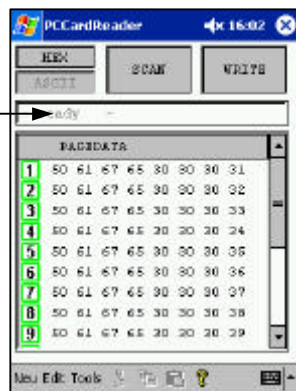 PCCardReader 16:02
HEX SCAN WRITE
ASCII
Ready -
PAGEDATA
1 50 61 67 65 30 30 30 31
2 50 61 67 65 30 30 30 32
3 50 61 67 65 30 30 30 33
4 50 61 67 65 30 30 30 34
5 50 61 67 65 30 30 30 35
6 50 61 67 65 30 30 30 36
7 50 61 67 65 30 30 30 37
8 50 61 67 65 30 30 30 38
9 50 61 67 65 30 30 30 39
New Edit Tools